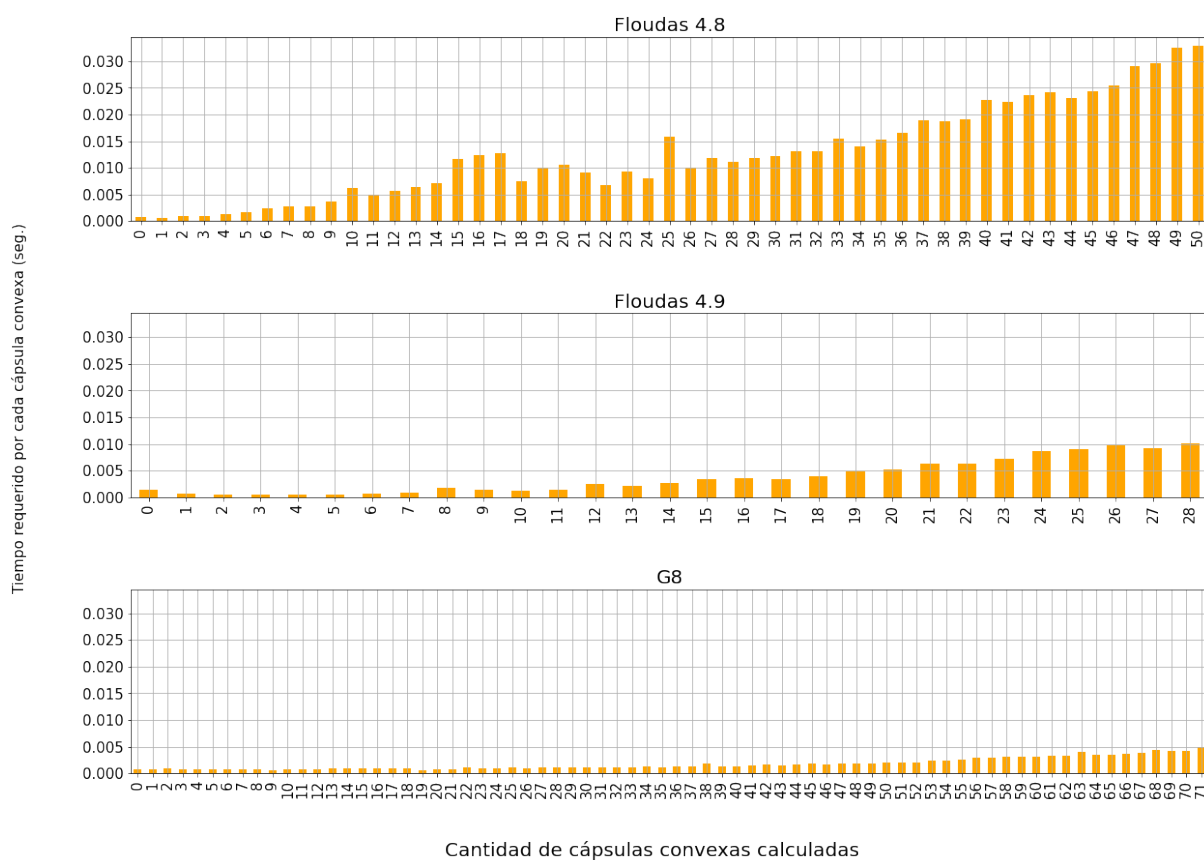 Floudas 4.8
0.030
0.025
0.020
0.015
0.010
0.005
0.000
0 1 2 3 4 5 6 7 8 9 10 11 12 13 14 15 16 17 18 19 20 21 22 23 24 25 26 27 28 29 30 31 32 33 34 35 36 37 38 39 40 41 42 43 44 45 46 47 48 49 50
Tiempo requerido por cada cápsula convexa (seg.)
Floudas 4.9
0.030
0.025
0.020
0.015
0.010
0.005
0.000
0 1 2 3 4 5 6 7 8 9 10 11 12 13 14 15 16 17 18 19 20 21 22 23 24 25 26 27 28
G8
0.030
0.025
0.020
0.015
0.010
0.005
0.000
0 1 2 3 4 5 6 7 8 9 10 11 12 13 14 15 16 17 18 19 20 21 22 23 24 25 26 27 28 29 30 31 32 33 34 35 36 37 38 39 40 41 42 43 44 45 46 47 48 49 50 51 52 53 54 55 56 57 58 59 60 61 62 63 64 65 66 67 68 69 70 71
Cantidad de cápsulas convexas calculadas